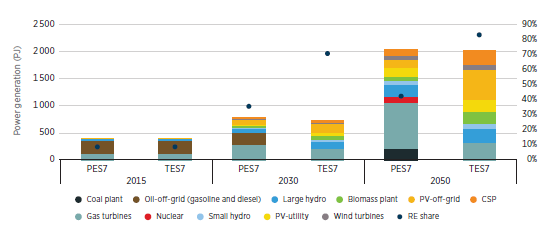 2500 90%
80%
2000 70%
60%
1500 50%
1000 40%
30%
500 20%
10%
0 0%
Power generation (PJ)
PES7 TES7 PES7 TES7 PES7 TES7
2015 2030 2050
Coal plant Oil-off-grid (gasoline and diesel) Large hydro Biomass plant PV-off-grid CSP
Gas turbines Nuclear Small hydro PV-utility Wind turbines RE share